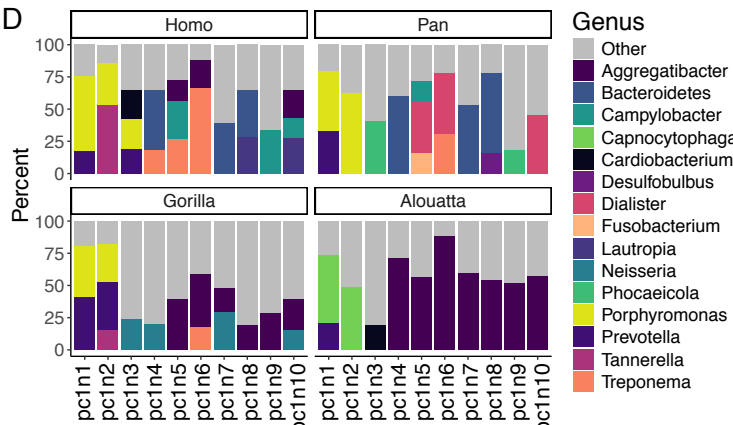 D
Homo
Pan
100
75
50
25
0
Gorilla
Alouatta
100
75
50
25
0
Percent
pc1n1
pc1n2
pc1n3
pc1n4
pc1n5
pc1n6
pc1n7
pc1n8
pc1n9
pc1n10
pc1n1
pc1n2
pc1n3
pc1n4
pc1n5
pc1n6
pc1n7
pc1n8
pc1n9
pc1n10
Genus
Other
Aggregatibacter
Bacteroidetes
Campylobacter
Capnocytophaga
Cardiobacterium
Desulfobulbus
Dialister
Fusobacterium
Lautropia
Neisseria
Phocaeicola
Porphyromonas
Prevotella
Tannerella
Treponema